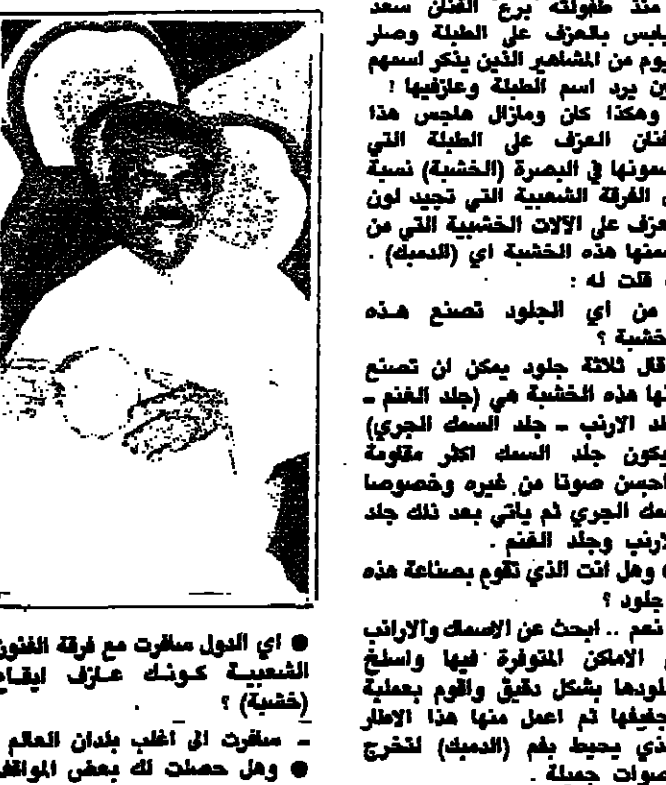 منذ طفولته برع الفنان سعد
يابس بالعزف على الطبلة وصار
يوم من المشاهير الذين يذكر اسمهم
ين يرد اسم الطبلة وعازفيها !
وهكذا كان ومازال هاجس هذا
فنان العزف على الطبلة التي
سمونها في البصرة (الخشبة) نسبة
ى الفرقة الشعبية التي تجيد لون
عزف على الآلات الخشبية التي من
سمنها هذه الخشبة اي (الدمبك) .
قلت له :
من اي الجلود تصنع هذه
خشبة ؟
قال ثلاثة جلود يمكن ان تصنع
نها هذه الخشبة هي (جلد الغنم -
لد الارنب - جلد السمك الجري)
يكون جلد السمك اكثر مقاومة
احسن صوتا من غيره وخصوصا
سمك الجري ثم ياتي بعد ذلك جلد
لارنب وجلد الغنم .
● وهل انت الذي تقوم بصناعة هذه
جلود ؟
نعم .. ابحث عن الاسماك والارانب
الاماكن المتوفرة فيها واسلخ
لودها بشكل دقيق واقوم بعملية
جفيفها ثم اعمل منها هذا الاطار
ذي يحيط بفم (الدمبك) لتخرج
صوات جميلة .
● اي الدول سافرت مع فرقة الفنون
الشعبية كونك عازف ايقاع
(خشبة) ؟
- سافرت الى اغلب بلدان العالم
● وهل حصلت لك بعض المواقف